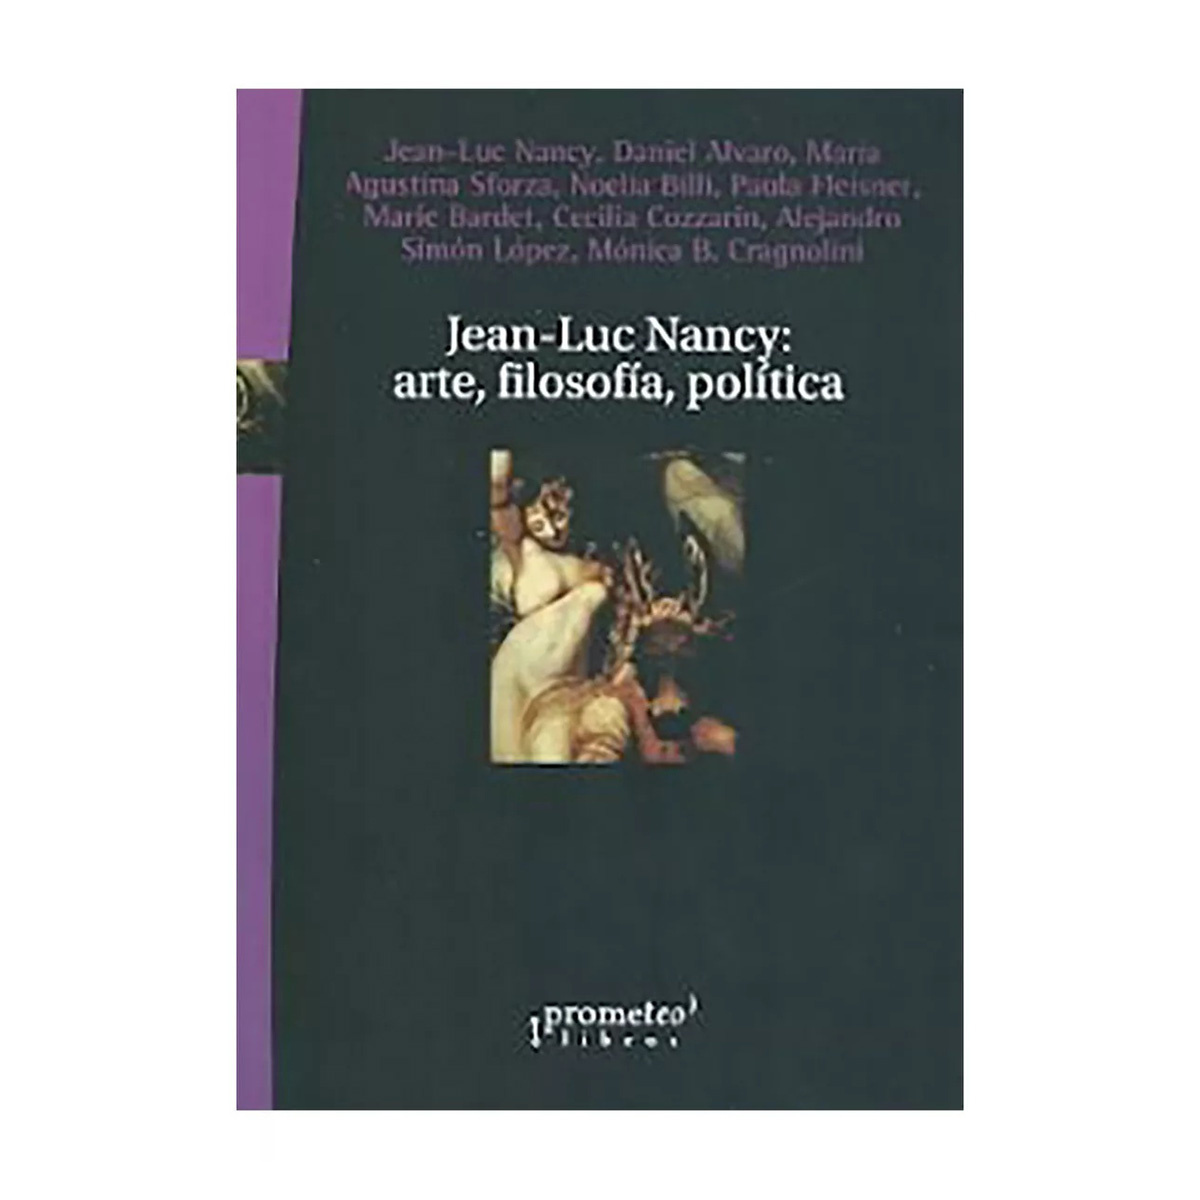 Jean-Luc Nancy, Daniel Alvaro, María
Agustina Sforza, Noelia Billi, Paula Fleisner,
Marie Bardet, Cecilia Cozzarin, Alejandro
Simón López, Mónica B. Cragnolini
Jean-Luc Nancy:
arte, filosofía, política
prometeo
libros